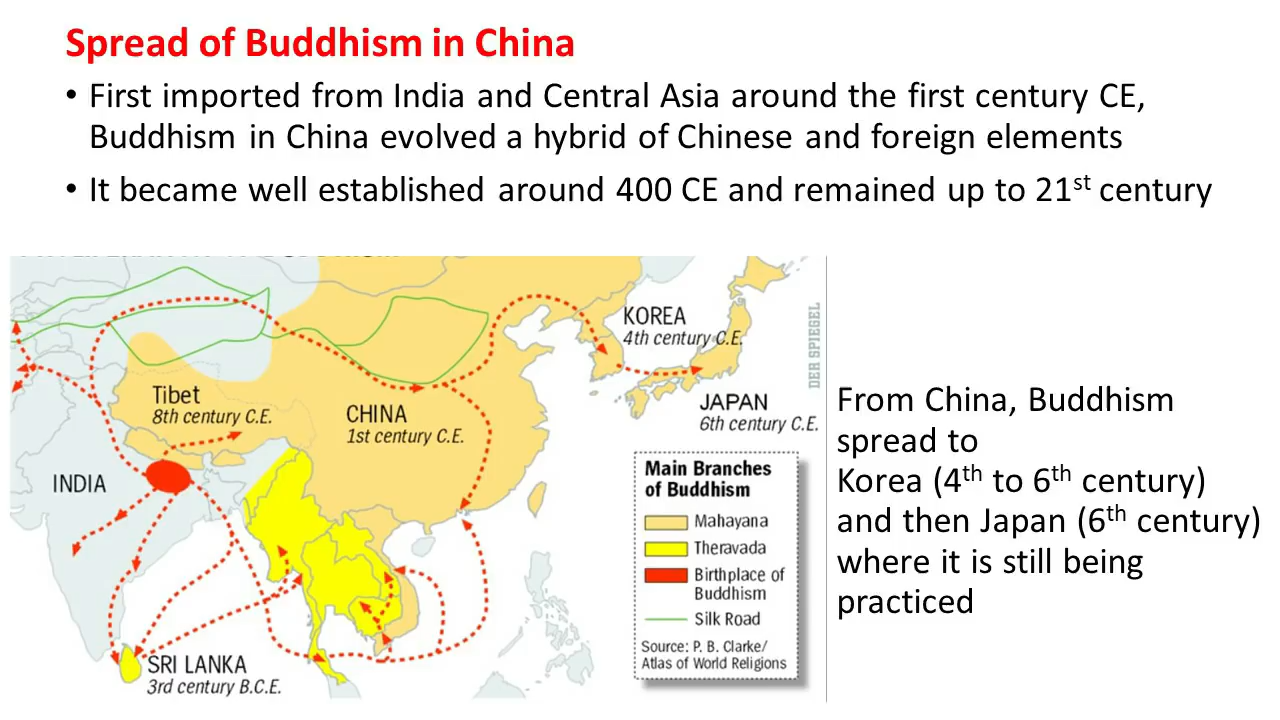 Spread of Buddhism in China
• First imported from India and Central Asia around the first century CE,
Buddhism in China evolved a hybrid of Chinese and foreign elements
• It became well established around 400 CE and remained up to 21st century
KOREA
4th century C.E.
DER SPIEGEL
Tibet
8th century C.E.
CHINA
1st century C.E.
JAPAN
6th century C.E.
INDIA
SRI LANKA
3rd century B.C.E.
Main Branches
of Buddhism
Mahayana
Theravada
Birthplace of
Buddhism
Silk Road
Source: P. B. Clarke/
Atlas of World Religions
From China, Buddhism
spread to
Korea (4th to 6th century)
and then Japan (6th century)
where it is still being
practiced